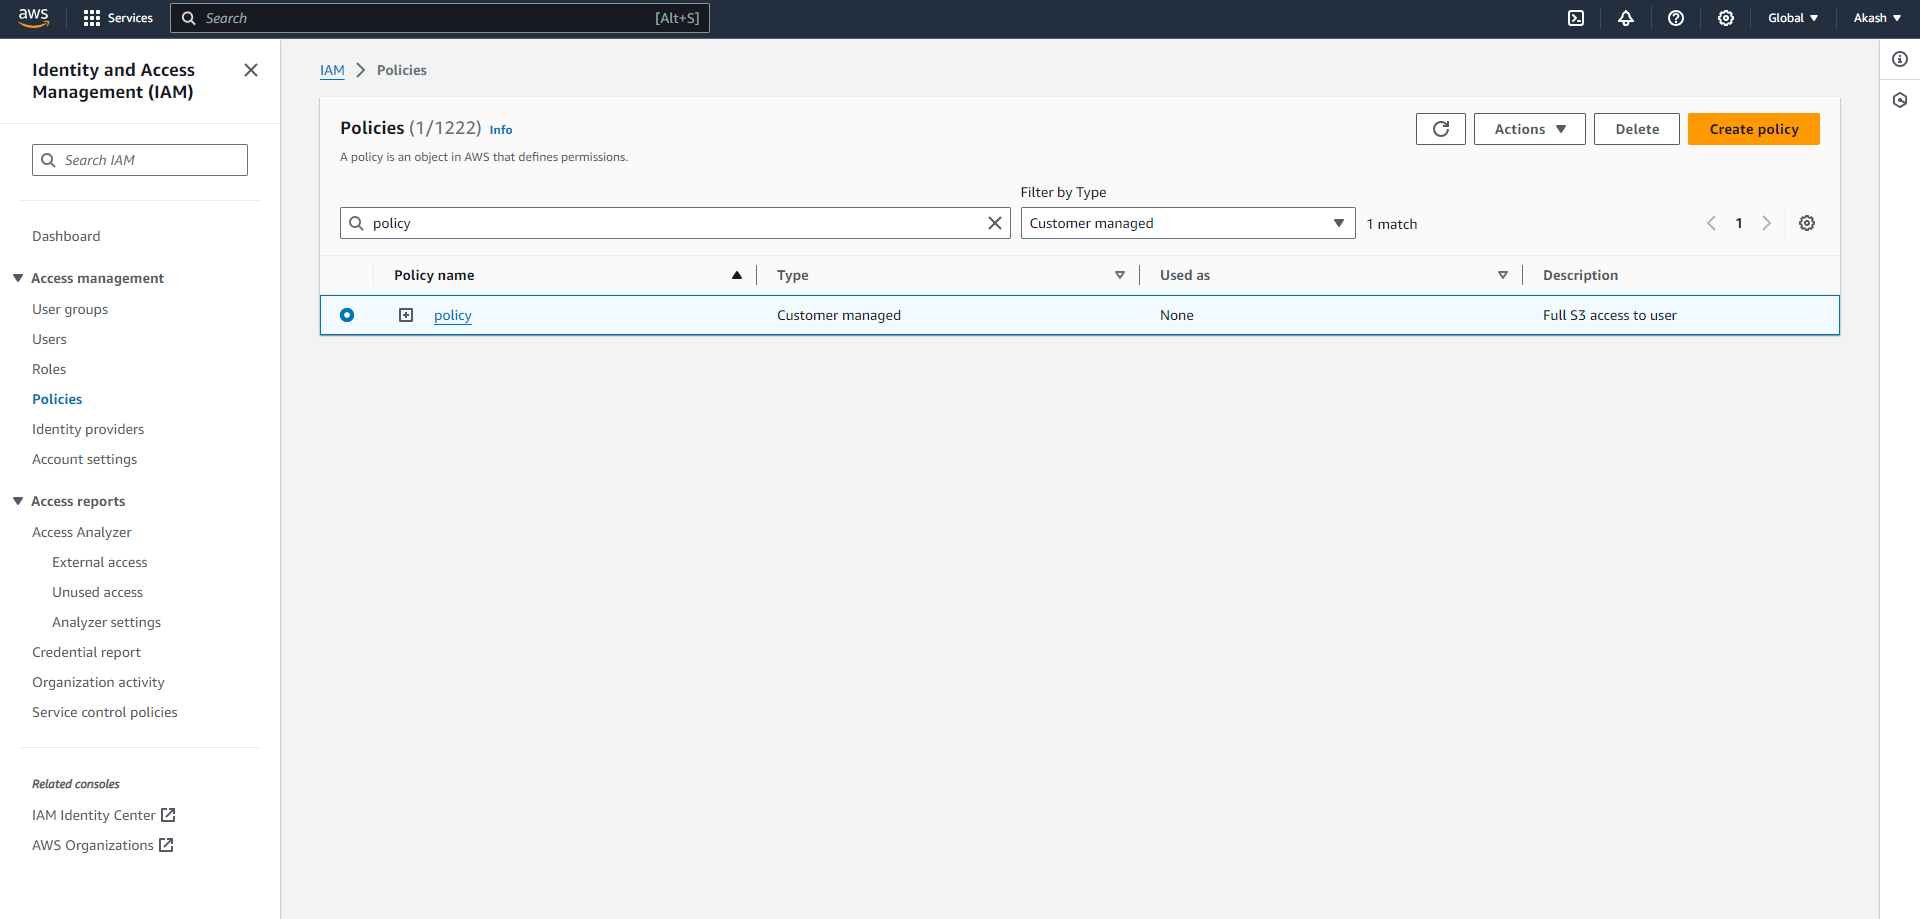 aws
Services
Search [Alt+S]
Global
Akash
Identity and Access
Management (IAM)
Search IAM
Dashboard
Access management
User groups
Users
Roles
Policies
Identity providers
Account settings
Access reports
Access Analyzer
External access
Unused access
Analyzer settings
Credential report
Organization activity
Service control policies
Related consoles
IAM Identity Center
AWS Organizations
IAM > Policies
Policies (1/1222) Info
A policy is an object in AWS that defines permissions.
Actions
Delete
Create policy
Filter by Type
policy
Customer managed
1 match
1
Policy name Type Used as Description
policy Customer managed None Full S3 access to user